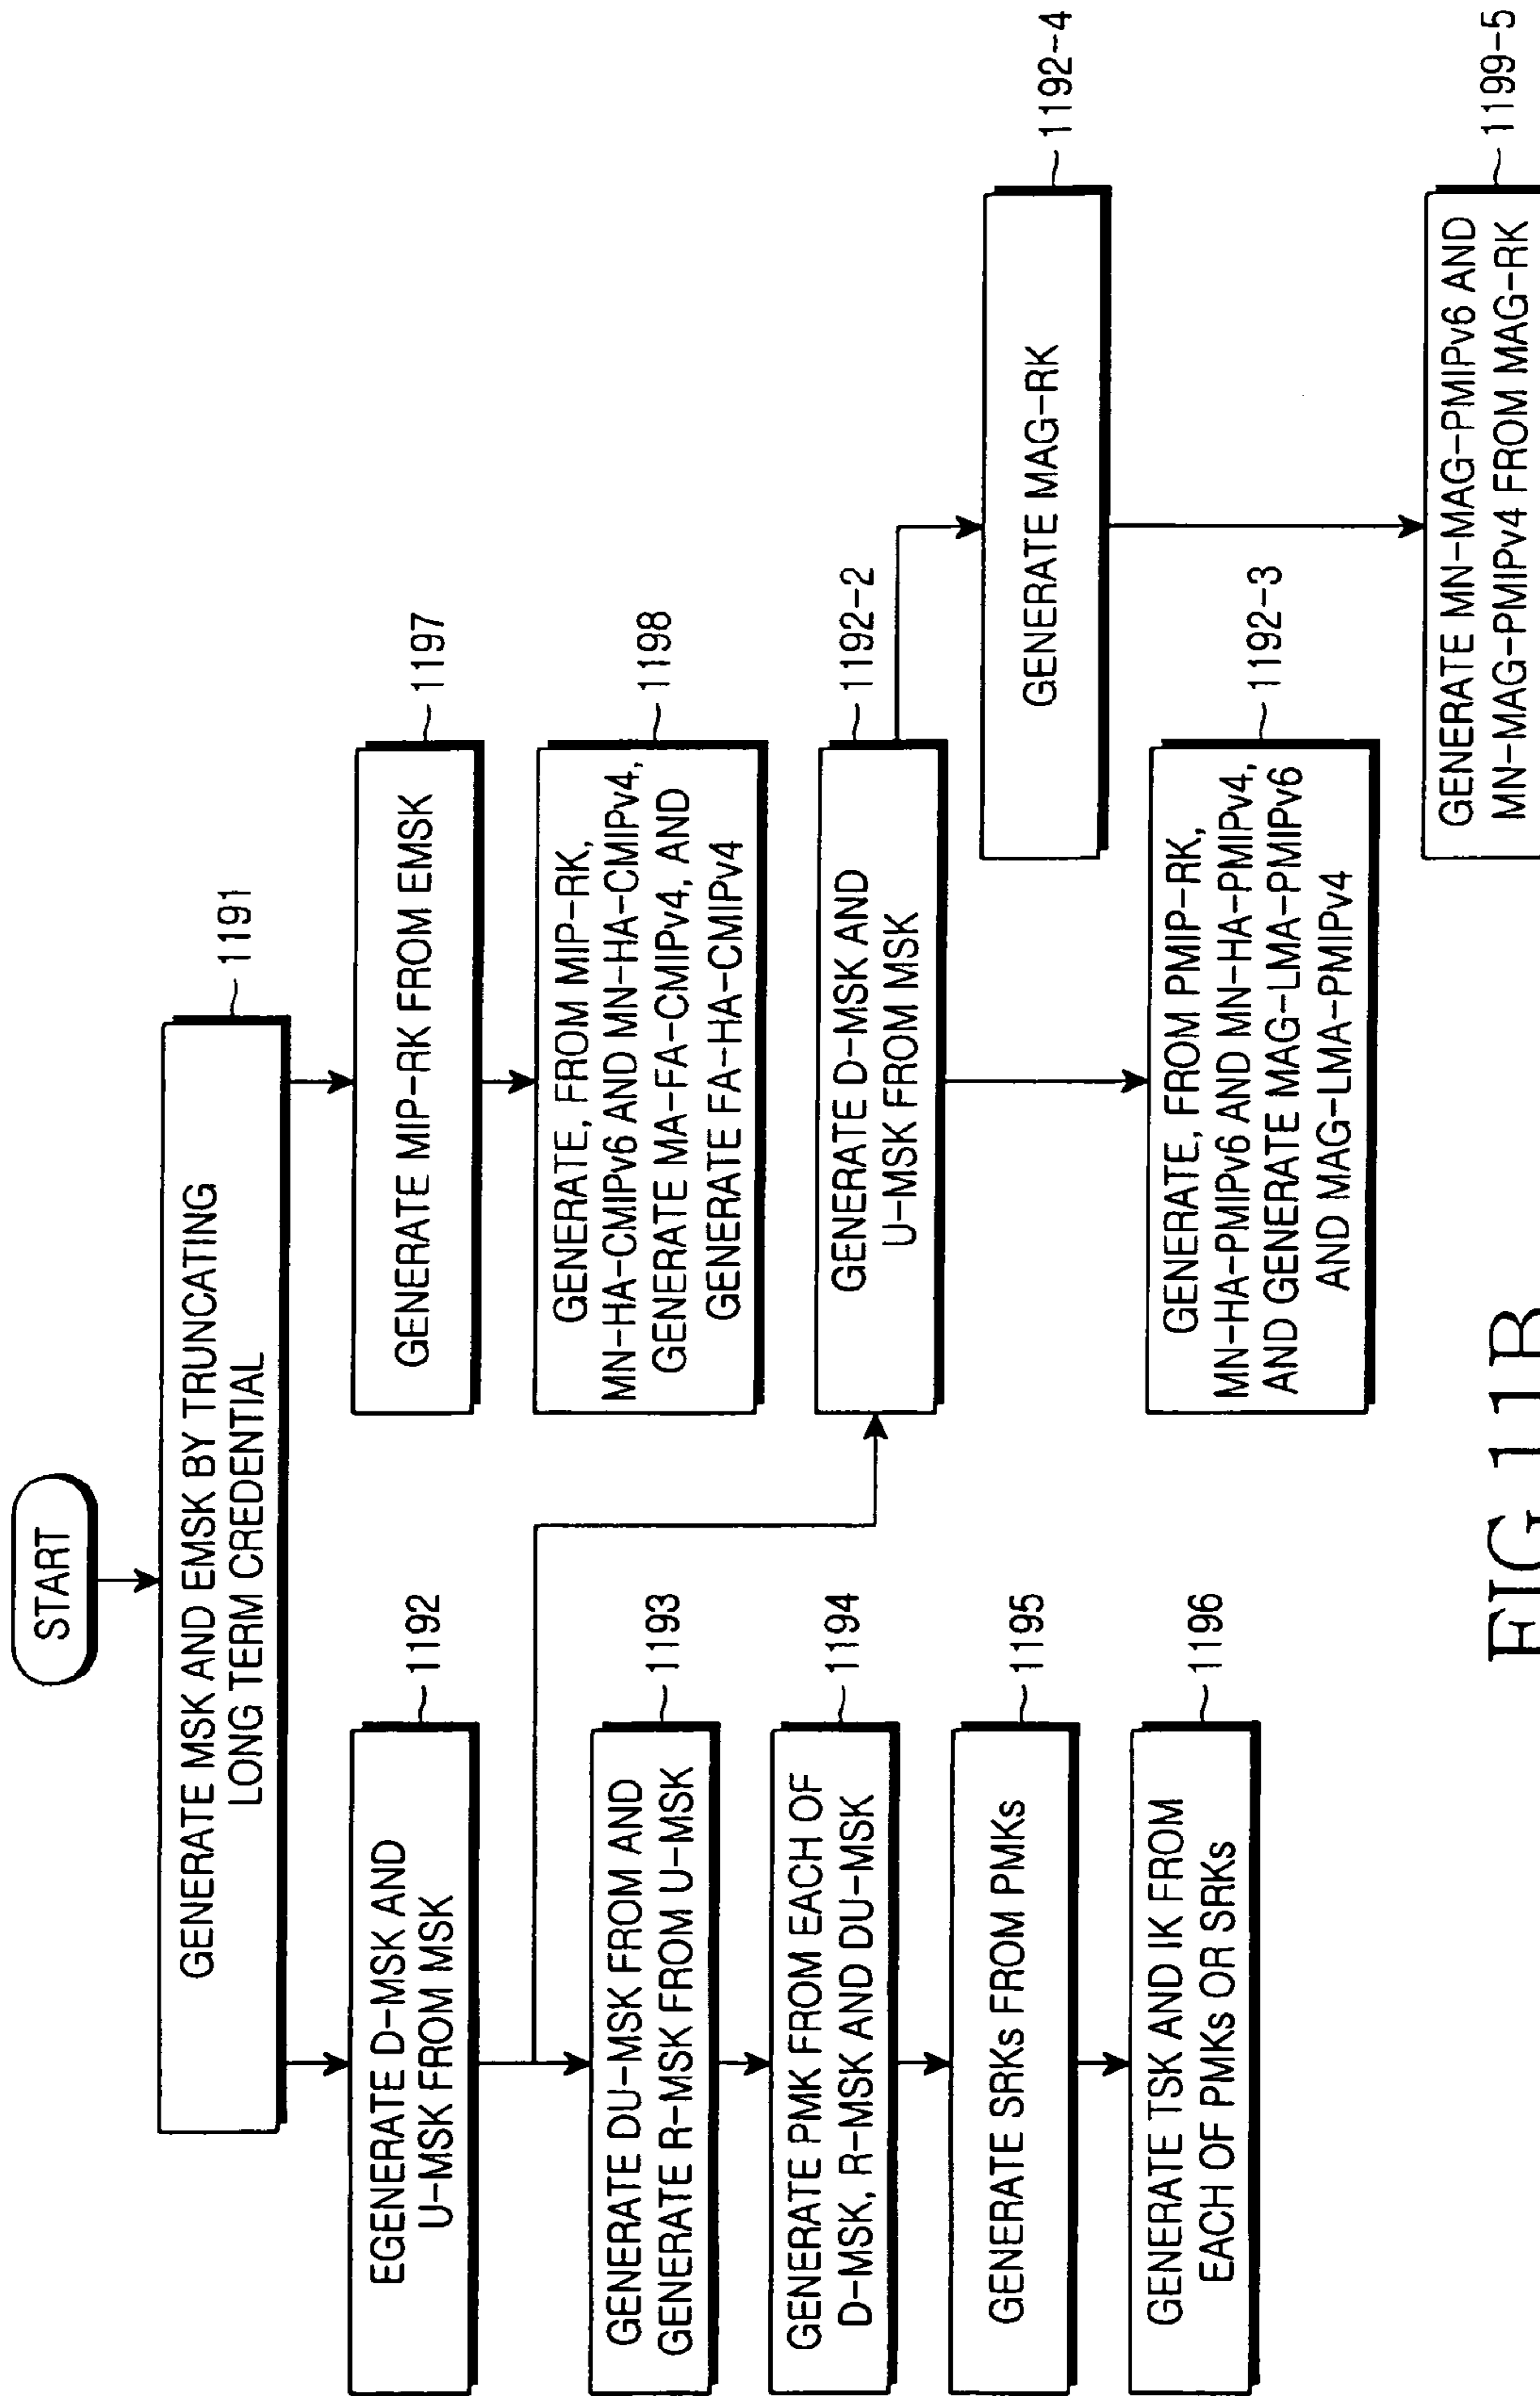 START
GENERATE MSK AND EMSK BY TRUNCATING
LONG TERM CREDENTIAL
1191
EGENERATE D-MSK AND
U-MSK FROM MSK
1192
GENERATE DU-MSK FROM AND
GENERATE R-MSK FROM U-MSK
1193
GENERATE PMK FROM EACH OF
D-MSK, R-MSK AND DU-MSK
1194
GENERATE SRKs FROM PMKs
1195
GENERATE TSK AND IK FROM
EACH OF PMKs OR SRKs
1196
GENERATE MIP-RK FROM EMSK
1197
GENERATE, FROM MIP-RK,
MN-HA-CMIPv6 AND MN-HA-CMIPv4,
GENERATE MA-FA-CMIPv4, AND
GENERATE FA-HA-CMIPv4
1198
GENERATE D-MSK AND
U-MSK FROM MSK
1192-2
GENERATE, FROM PMIP-RK,
MN-HA-PMIPv6 AND MN-HA-PMIPv4,
AND GENERATE MAG-LMA-PMIPv6
AND MAG-LMA-PMIPv4
1192-3
GENERATE MAG-RK
1192-4
GENERATE MN-MAG-PMIPv6 AND
MN-MAG-PMIPv4 FROM MAG-RK
1199-5
FIG.11B